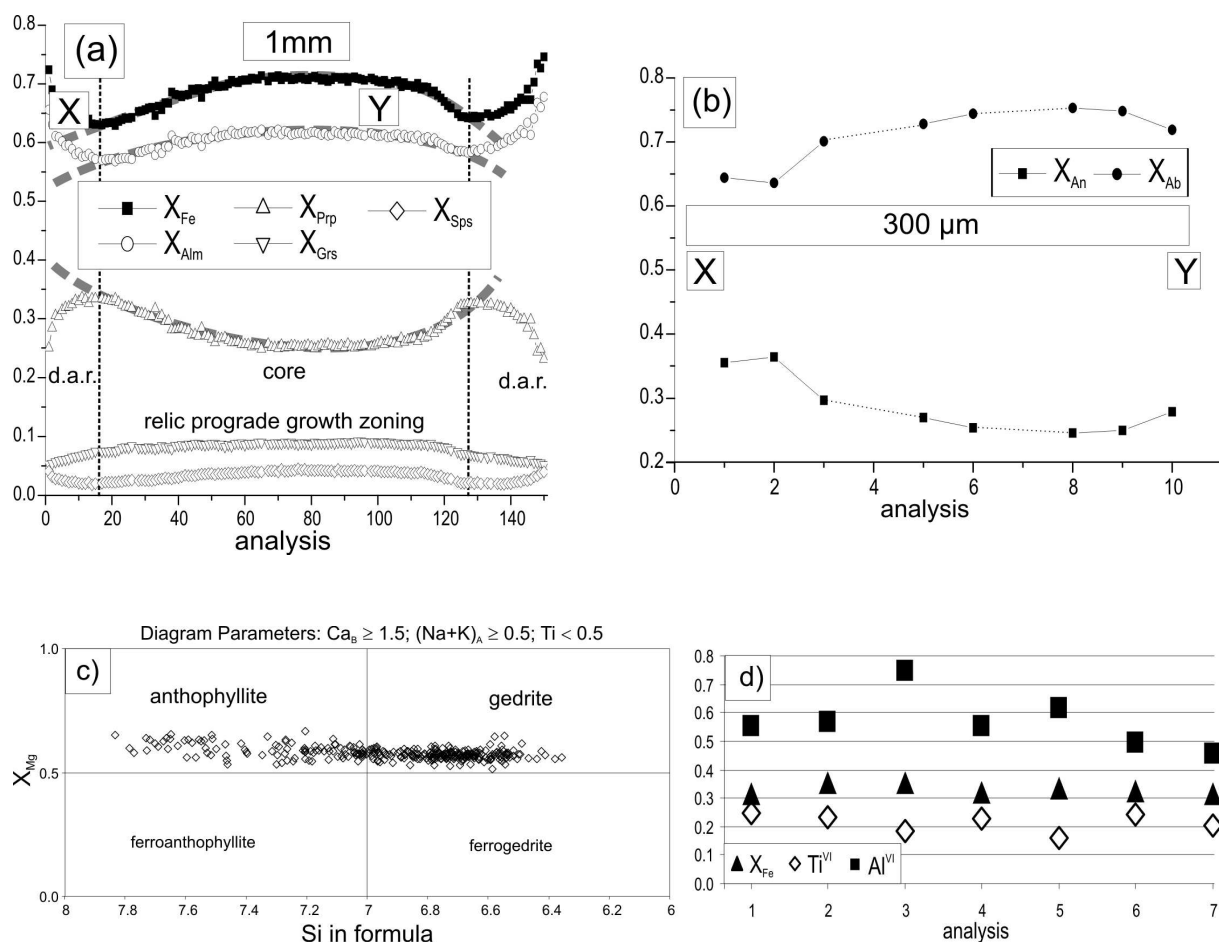 (a)
1mm
X
Y
X_Fe
X_Prp
X_Sps
X_Alm
X_Grs
d.a.r.
core
d.a.r.
relic prograde growth zoning
0.8
0.7
0.6
0.5
0.4
0.3
0.2
0.1
0.0
0 20 40 60 80 100 120 140
analysis
(b)
X_An
X_Ab
300 µm
X
Y
0.8
0.7
0.6
0.5
0.4
0.3
0.2
0 2 4 6 8 10
analysis
Diagram Parameters: Ca_B ≥ 1.5; (Na+K)_A ≥ 0.5; Ti < 0.5
c)
anthophyllite
gedrite
ferroanthophyllite
ferrogedrite
X_Mg
1.0
0.5
0.0
8 7.8 7.6 7.4 7.2 7 6.8 6.6 6.4 6.2 6
Si in formula
d)
0.8
0.7
0.6
0.5
0.4
0.3
0.2
0.1
0.0
X_Fe Ti^VI Al^VI
1 2 3 4 5 6 7
analysis